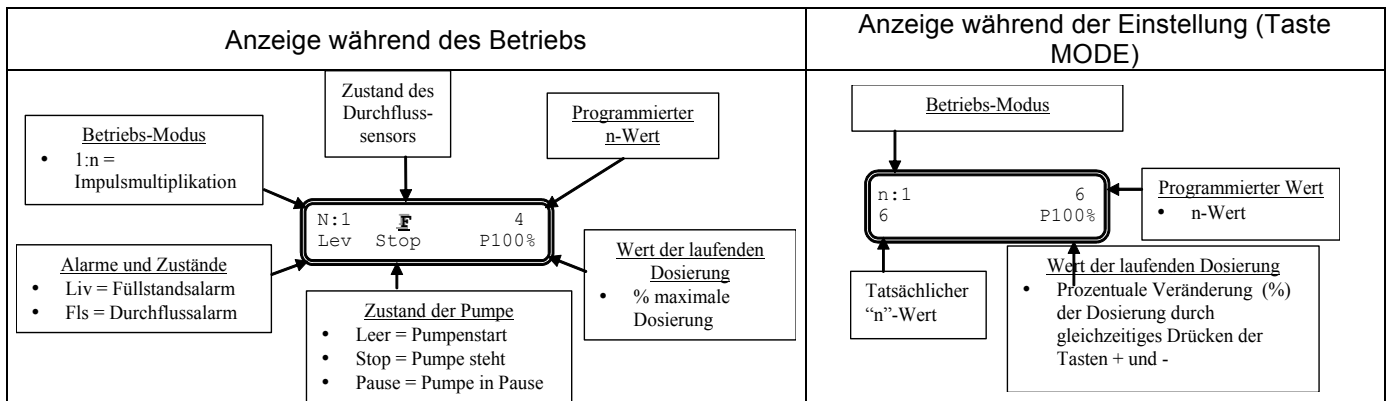 Anzeige während des Betriebs
Zustand des
Durchfluss-
sensors
Betriebs-Modus
• 1:n =
Impulsmultiplikation
Programmierter
n-Wert
N:1 F 4
Lev Stop P100%
Alarme und Zustände
• Liv = Füllstandsalarm
• Fls = Durchflussalarm
Zustand der Pumpe
• Leer = Pumpenstart
• Stop = Pumpe steht
• Pause = Pumpe in Pause
Wert der laufenden
Dosierung
• % maximale
Dosierung
Anzeige während der Einstellung (Taste
MODE)
Betriebs-Modus
n:1 6
6 P100%
Programmierter Wert
• n-Wert
Tatsächlicher
“n”-Wert
Wert der laufenden Dosierung
• Prozentuale Veränderung (%)
der Dosierung durch
gleichzeitiges Drücken der
Tasten + und -